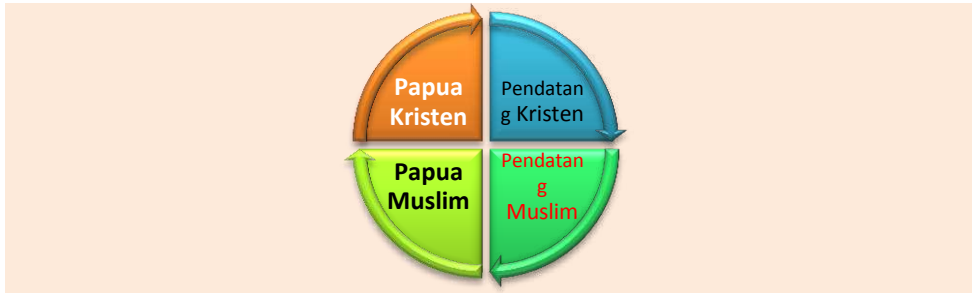 Papua
Kristen
Pendatan
g Kristen
Papua
Muslim
Pendatan
g
Muslim